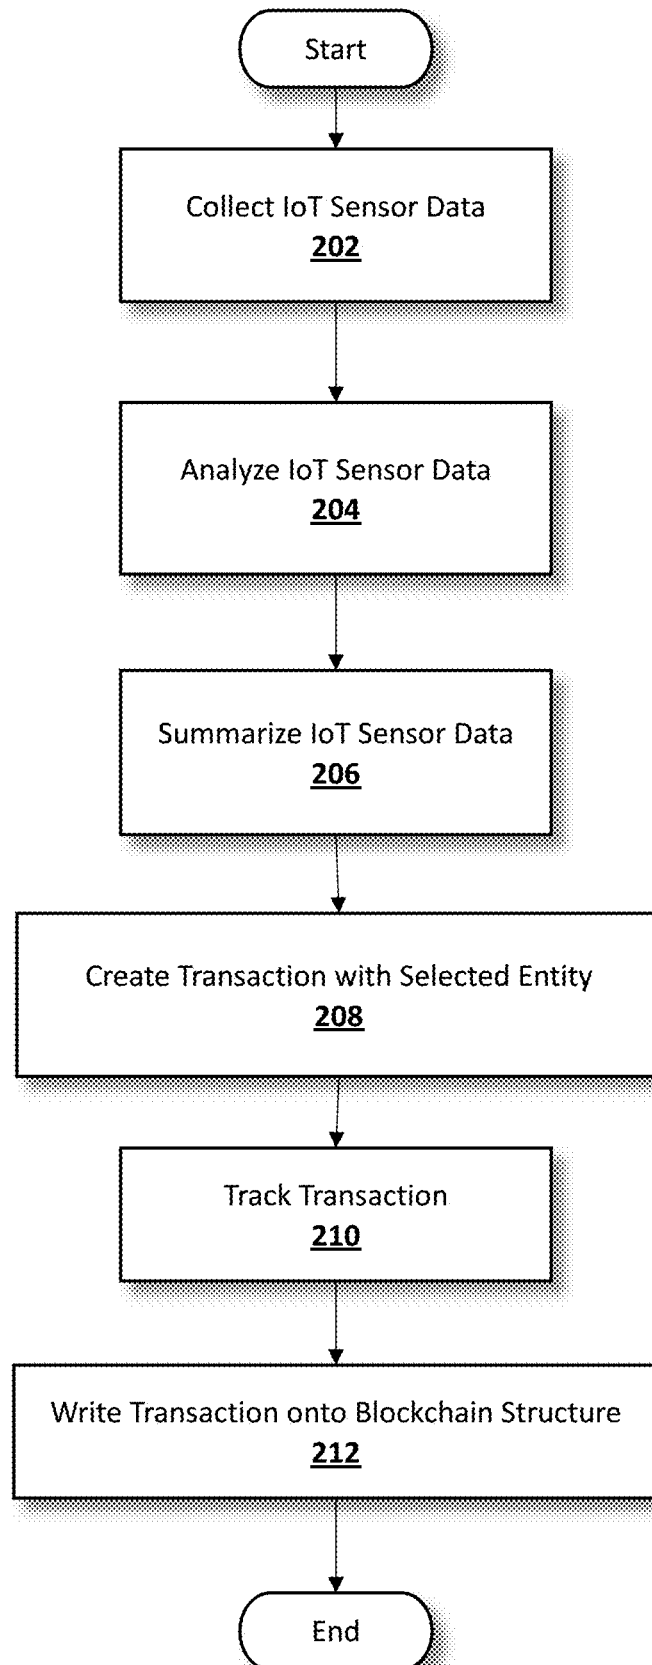 Start
Collect IoT Sensor Data
202
Analyze IoT Sensor Data
204
Summarize IoT Sensor Data
206
Create Transaction with Selected Entity
208
Track Transaction
210
Write Transaction onto Blockchain Structure
212
End